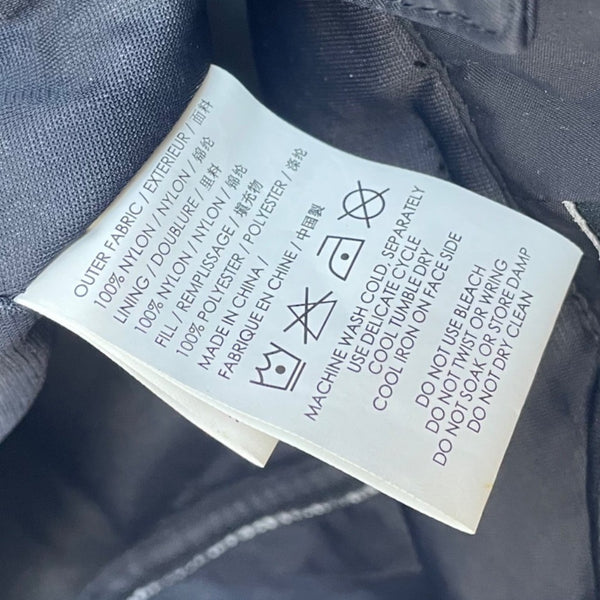 OUTER FABRIC / EXTERIEUR / 面料
100% NYLON / NYLON / 綿纶
LINING / DOUBLURE / 里料
100% NYLON / NYLON / 綿纶
FILL / REMPLISSAGE / 填充物
100% POLYESTER / POLYESTER / 涤纶
MADE IN CHINA /
FABRIQUE EN CHINE / 中国製
MACHINE WASH COLD, SEPARATELY
USE DELICATE CYCLE
COOL TUMBLE DRY
COOL IRON ON FACE SIDE
DO NOT USE BLEACH
DO NOT TWIST OR WRING
DO NOT SOAK OR STORE DAMP
DO NOT DRY CLEAN